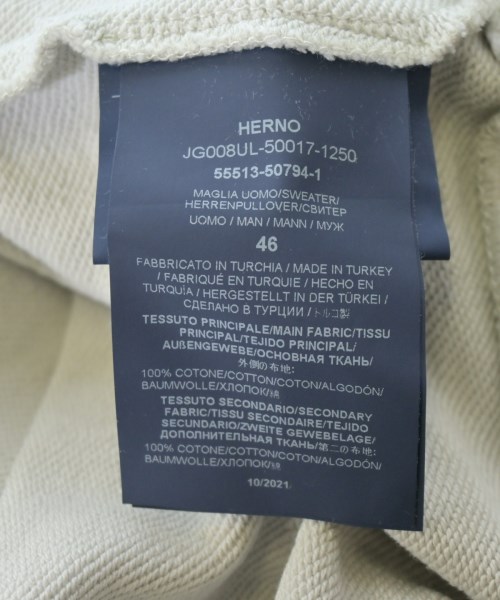 HERNO
JG008UL-50017-1250
55513-50794-1
MAGLIA UOMO/SWEATER/
HERRENPULLOVER/СВИТЕР
UOMO / MAN / MANN / МУЖ
46
FABBRICATO IN TURCHIA / MADE IN TURKEY
/ FABRIQUÉ EN TURQUIE / HECHO EN
TURQUÍA / HERGESTELLT IN DER TÜRKEI /
СДЕЛАНО В ТУРЦИИ / トルコ製
TESSUTO PRINCIPALE/MAIN FABRIC/TISSU
PRINCIPAL/TEJIDO PRINCIPAL/
AUßENGEWEBE/ОСНОВНАЯ ТКАНЬ/
外側の布地:
100% COTONE/COTTON/COTON/ALGODÓN/
BAUMWOLLE/ХЛОПОК/綿
TESSUTO SECONDARIO/SECONDARY
FABRIC/TISSU SECONDAIRE/TEJIDO
SECUNDARIO/ZWEITE GEWEBELAGE/
ДОПОЛНИТЕЛЬНАЯ ТКАНЬ/第二の布地:
100% COTONE/COTTON/COTON/ALGODÓN/
BAUMWOLLE/ХЛОПОК/綿
10/2021